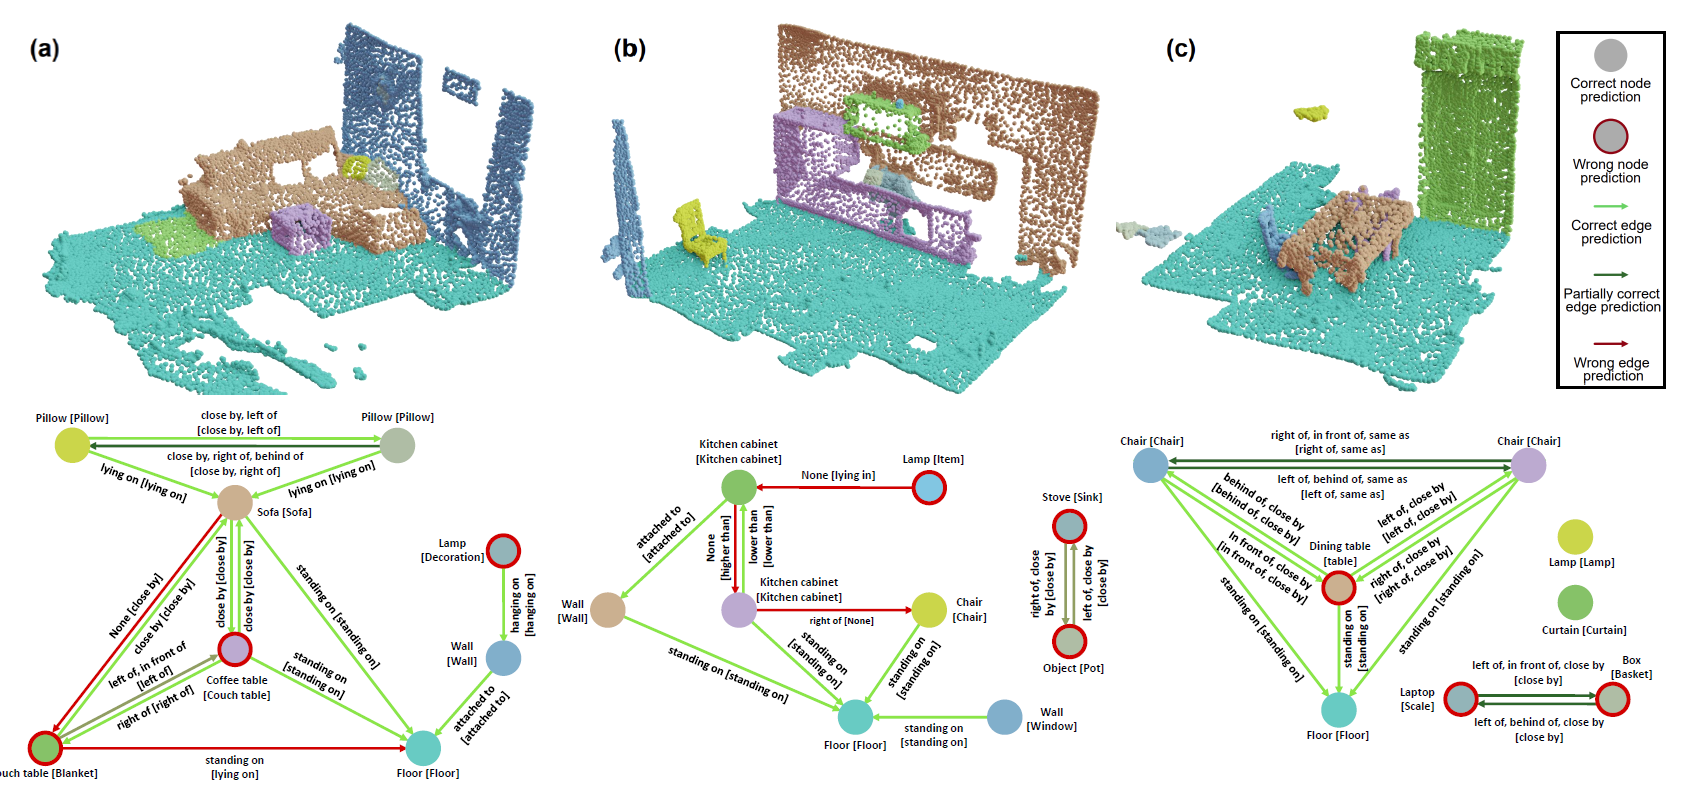 (a)
(b)
(c)
Correct node
prediction
Wrong node
prediction
Correct edge
prediction
Partially correct
edge prediction
Wrong edge
prediction
Pillow [Pillow]
close by, left of
[close by, left of]
Pillow [Pillow]
close by, right of, behind of
[close by, right of]
lying on [lying on]
lying on [lying on]
Sofa [Sofa]
None [close by]
close by [close by]
close by [close by]
close by [close by]
standing on [standing on]
left of, in front of
[left of]
right of [right of]
Coffee table
[Couch table]
standing on
[standing on]
ouch table [Blanket]
standing on
[lying on]
Floor [Floor]
Lamp
[Decoration]
hanging on
[hanging on]
Wall
[Wall]
attached to
[attached to]
Kitchen cabinet
[Kitchen cabinet]
None [lying in]
Lamp [Item]
attached to
[attached to]
None
[higher than]
lower than
[lower than]
Wall
[Wall]
Kitchen cabinet
[Kitchen cabinet]
right of [None]
Chair
[Chair]
standing on [standing on]
standing on
[standing on]
standing on
[standing on]
Floor [Floor]
standing on
[standing on]
Wall
[Window]
Stove [Sink]
right of, close
by [close by]
left of, close by
[close by]
Object [Pot]
Chair [Chair]
right of, in front of, same as
[right of, same as]
Chair [Chair]
left of, behind of, same as
[left of, same as]
behind of, close by
[behind of, close by]
In front of, close by
[in front of, close by]
left of, close by
[left of, close by]
right of, close by
[right of, close by]
Dining table
[table]
standing on [standing on]
standing on
[standing on]
standing on [standing on]
Floor [Floor]
Lamp [Lamp]
Curtain [Curtain]
left of, in front of, close by
[close by]
Box
[Basket]
Laptop
[Scale]
left of, behind of, close by
[close by]